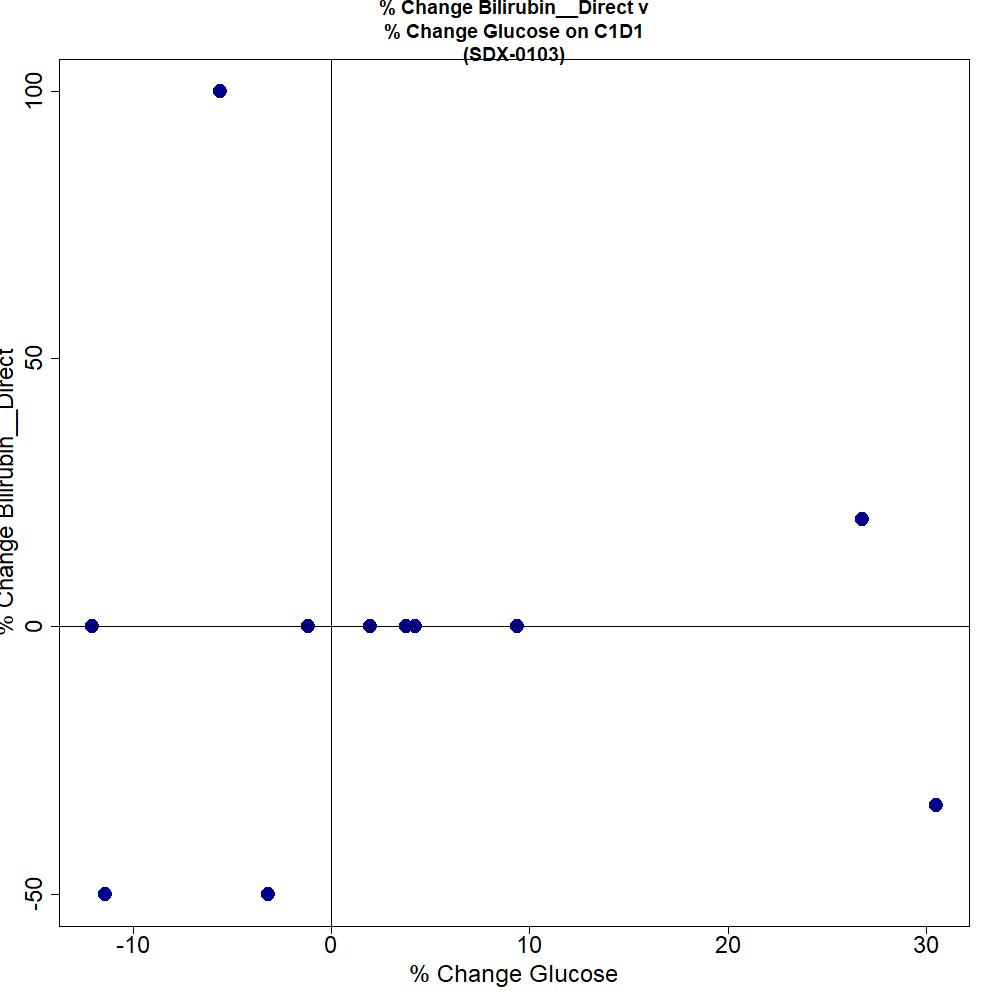 % Change Bilirubin__Direct v
% Change Glucose on C1D1
(SDX-0103)
100
50
0
-50
% Change Bilirubin__Direct
-10
0
10
20
30
% Change Glucose